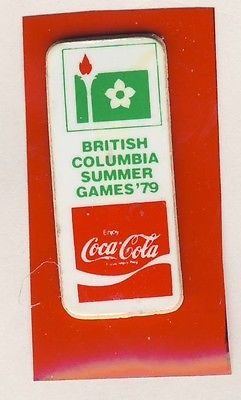 BRITISH
COLUMBIA
SUMMER
GAMES '79
Enjoy
Coca-Cola